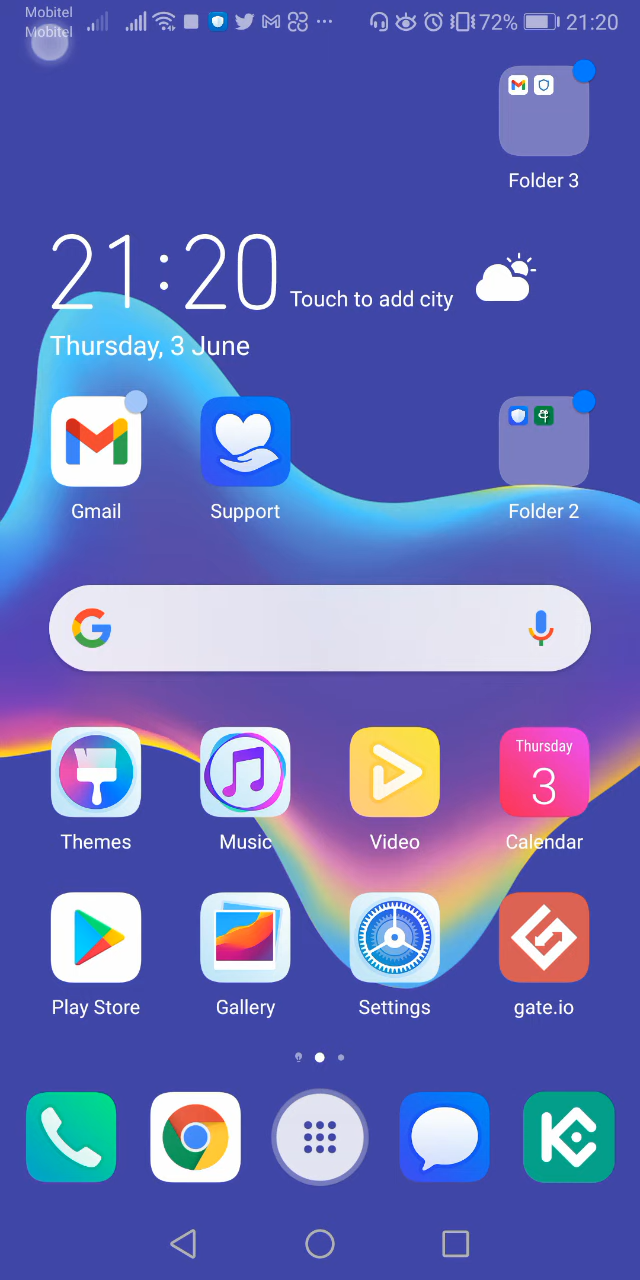 Mobitel
Mobitel
72% 21:20
Folder 3
21:20
Touch to add city
Thursday, 3 June
Gmail
Support
Folder 2
Themes
Music
Video
Thursday
3
Calendar
Play Store
Gallery
Settings
gate.io